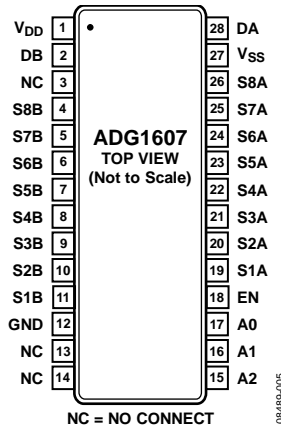 VDD 1
DB 2
NC 3
S8B 4
S7B 5
S6B 6
S5B 7
S4B 8
S3B 9
S2B 10
S1B 11
GND 12
NC 13
NC 14
ADG1607
TOP VIEW
(Not to Scale)
28 DA
27 VSS
26 S8A
25 S7A
24 S6A
23 S5A
22 S4A
21 S3A
20 S2A
19 S1A
18 EN
17 A0
16 A1
15 A2
NC = NO CONNECT
08489-005